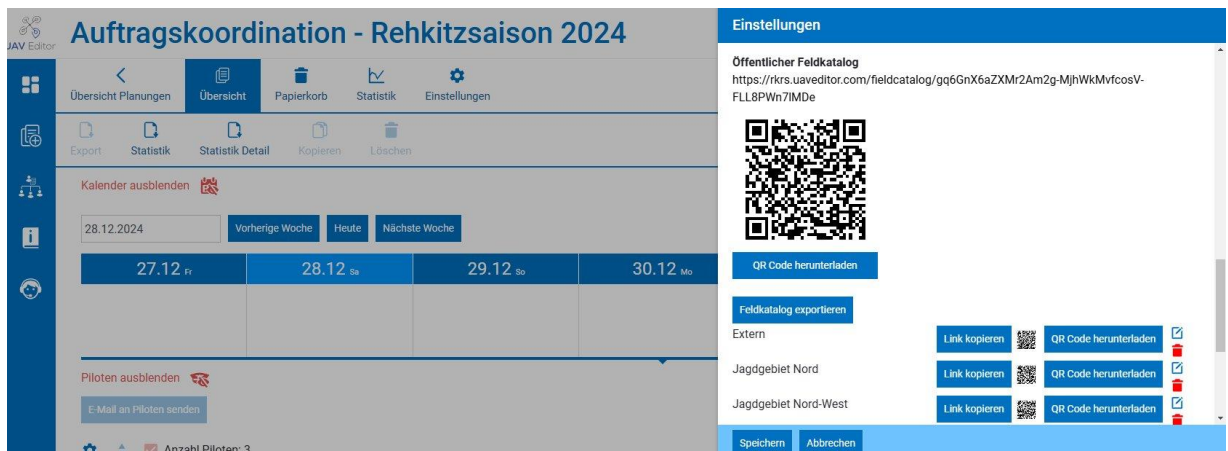 UAV Editor
Auftragskoordination - Rehkitzsaison 2024
Übersicht Planungen
Übersicht
Papierkorb
Statistik
Einstellungen
Export
Statistik
Statistik Detail
Kopieren
Löschen
Kalender ausblenden
28.12.2024
Vorherige Woche
Heute
Nächste Woche
27.12 Fr
28.12 Sa
29.12 So
30.12 Mo
Piloten ausblenden
E-Mail an Piloten senden
Anzahl Piloten: 3
Einstellungen
Öffentlicher Feldkatalog
https://rkrs.uaveditor.com/fieldcatalog/gq6GnX6aZXMr2Am2g-MjhWkMvfcosV-
FLL8PWn7lMDe
QR Code herunterladen
Feldkatalog exportieren
Extern
Link kopieren
QR Code herunterladen
Jagdgebiet Nord
Link kopieren
QR Code herunterladen
Jagdgebiet Nord-West
Link kopieren
QR Code herunterladen
Speichern
Abbrechen